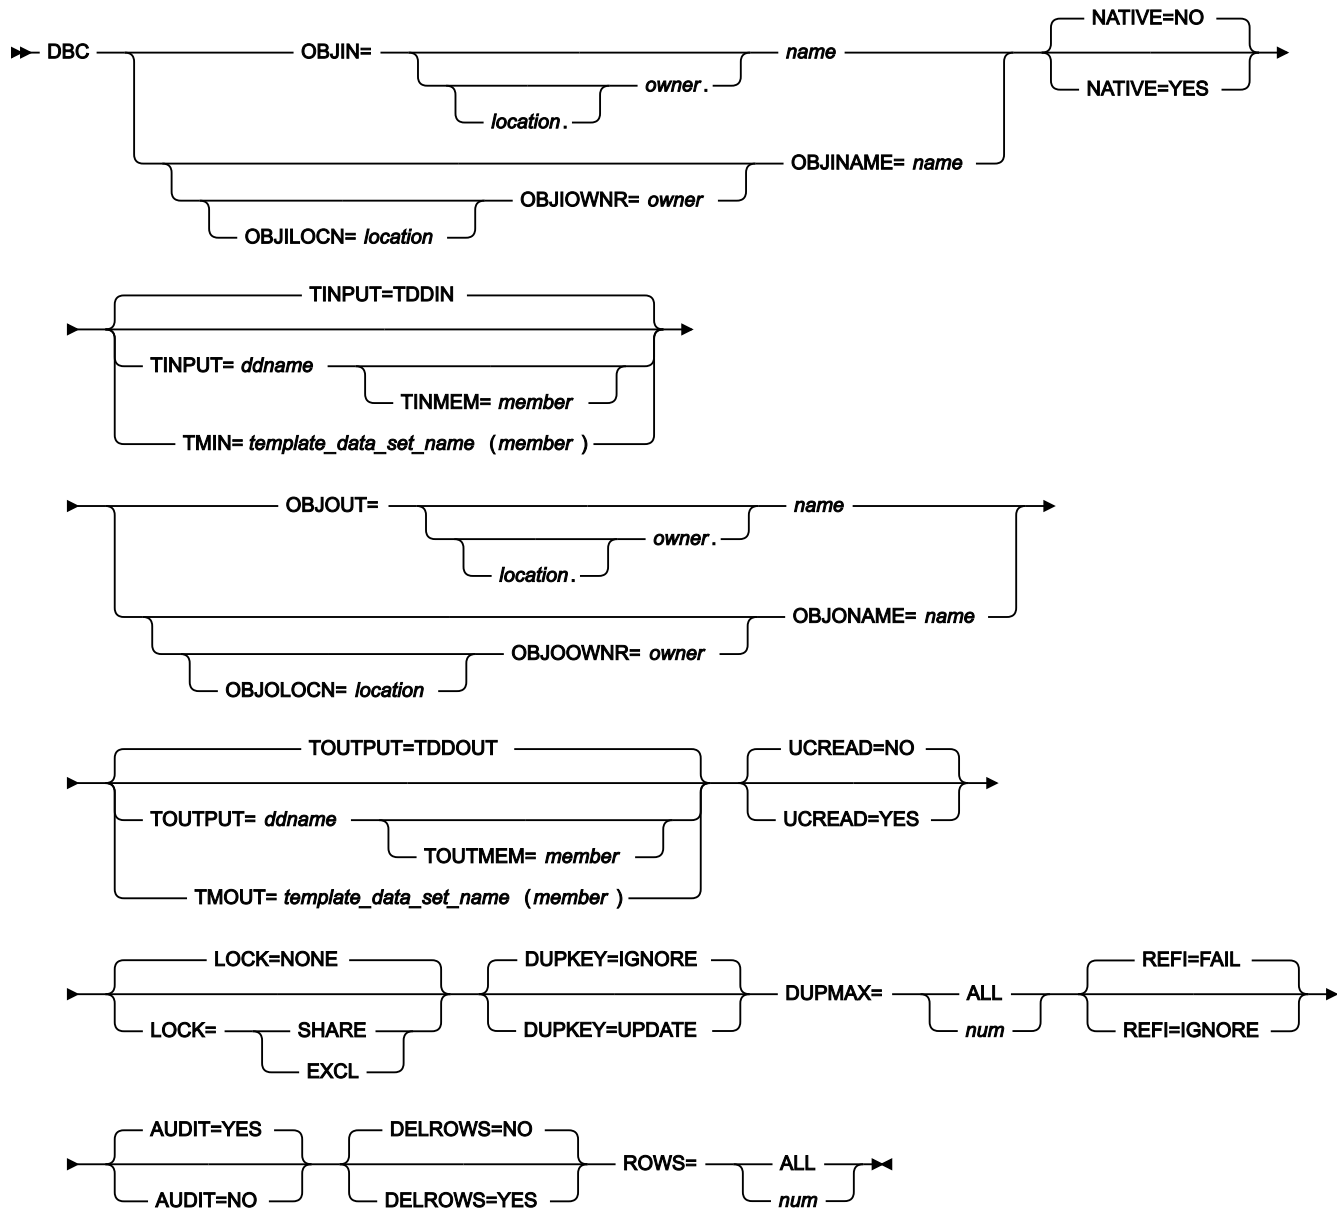 NATIVE=NO
DBC OBJIN= name
owner. NATIVE=YES
location.
OBJINAME= name
OBJIOWNR= owner
OBJILOCN= location
TINPUT=TDDIN
TINPUT= ddname
TINMEM= member
TMIN= template_data_set_name (member )
OBJOUT= name
owner.
location.
OBJONAME= name
OBJOOWNR= owner
OBJOLOCN= location
TOUTPUT=TDDOUT UCREAD=NO
TOUTPUT= ddname UCREAD=YES
TOUTMEM= member
TMOUT= template_data_set_name (member )
LOCK=NONE DUPKEY=IGNORE REFI=FAIL
DUPMAX= ALL
LOCK= SHARE DUPKEY=UPDATE num REFI=IGNORE
EXCL
AUDIT=YES DELROWS=NO
ROWS= ALL
AUDIT=NO DELROWS=YES num